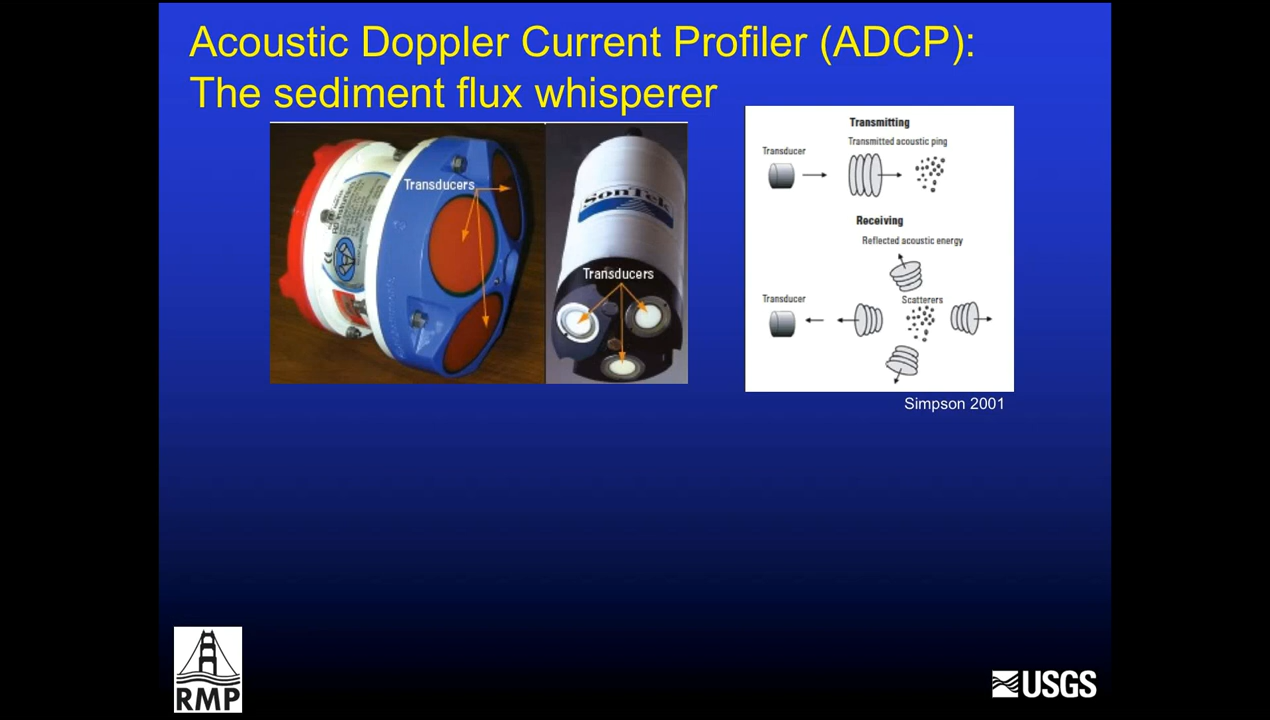 Acoustic Doppler Current Profiler (ADCP):
The sediment flux whisperer
Transducers
SonTek
Transducers
Transmitting
Transmitted acoustic ping
Transducer
Receiving
Reflected acoustic energy
Transducer
Scatterers
Simpson 2001
RMP
USGS